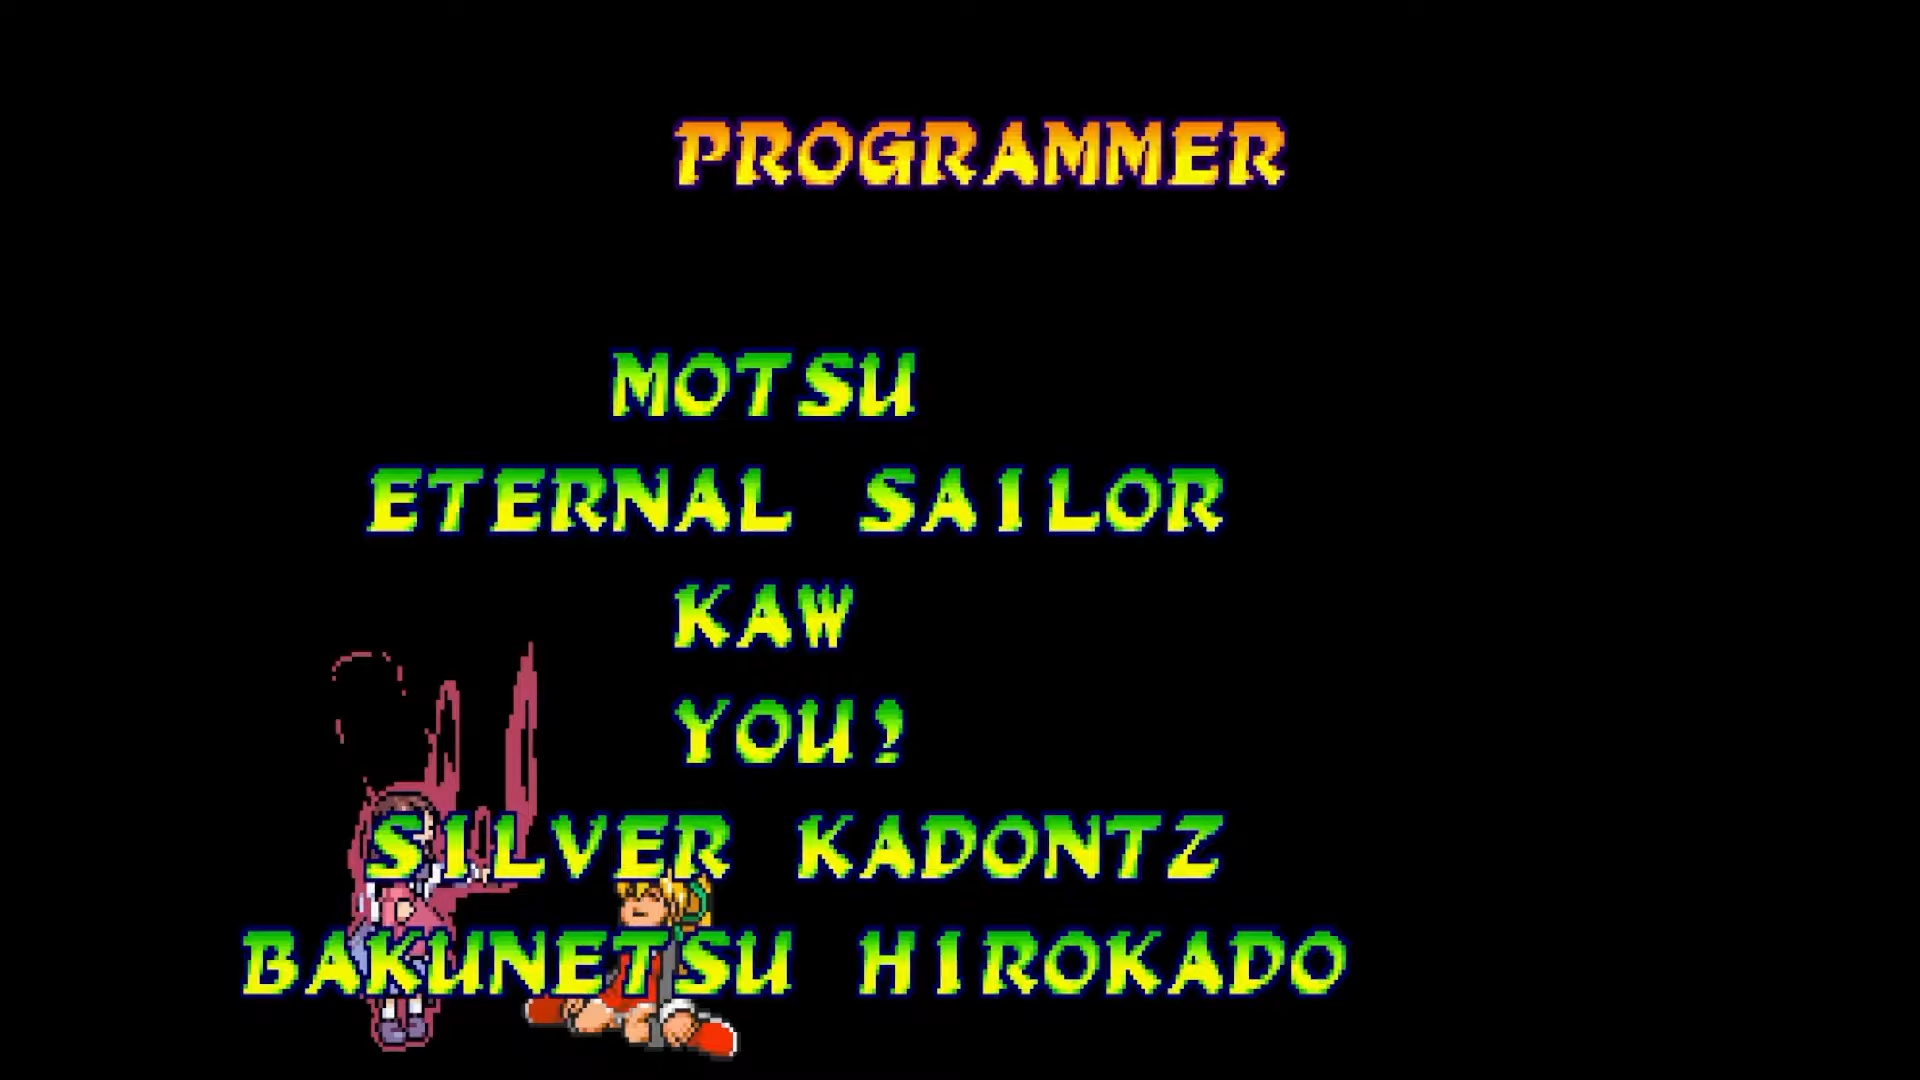 PROGRAMMER
MOTSU
ETERNAL SAILOR
KAW
YOU?
SILVER KADONTZ
BAKUNETSU HIROKADO